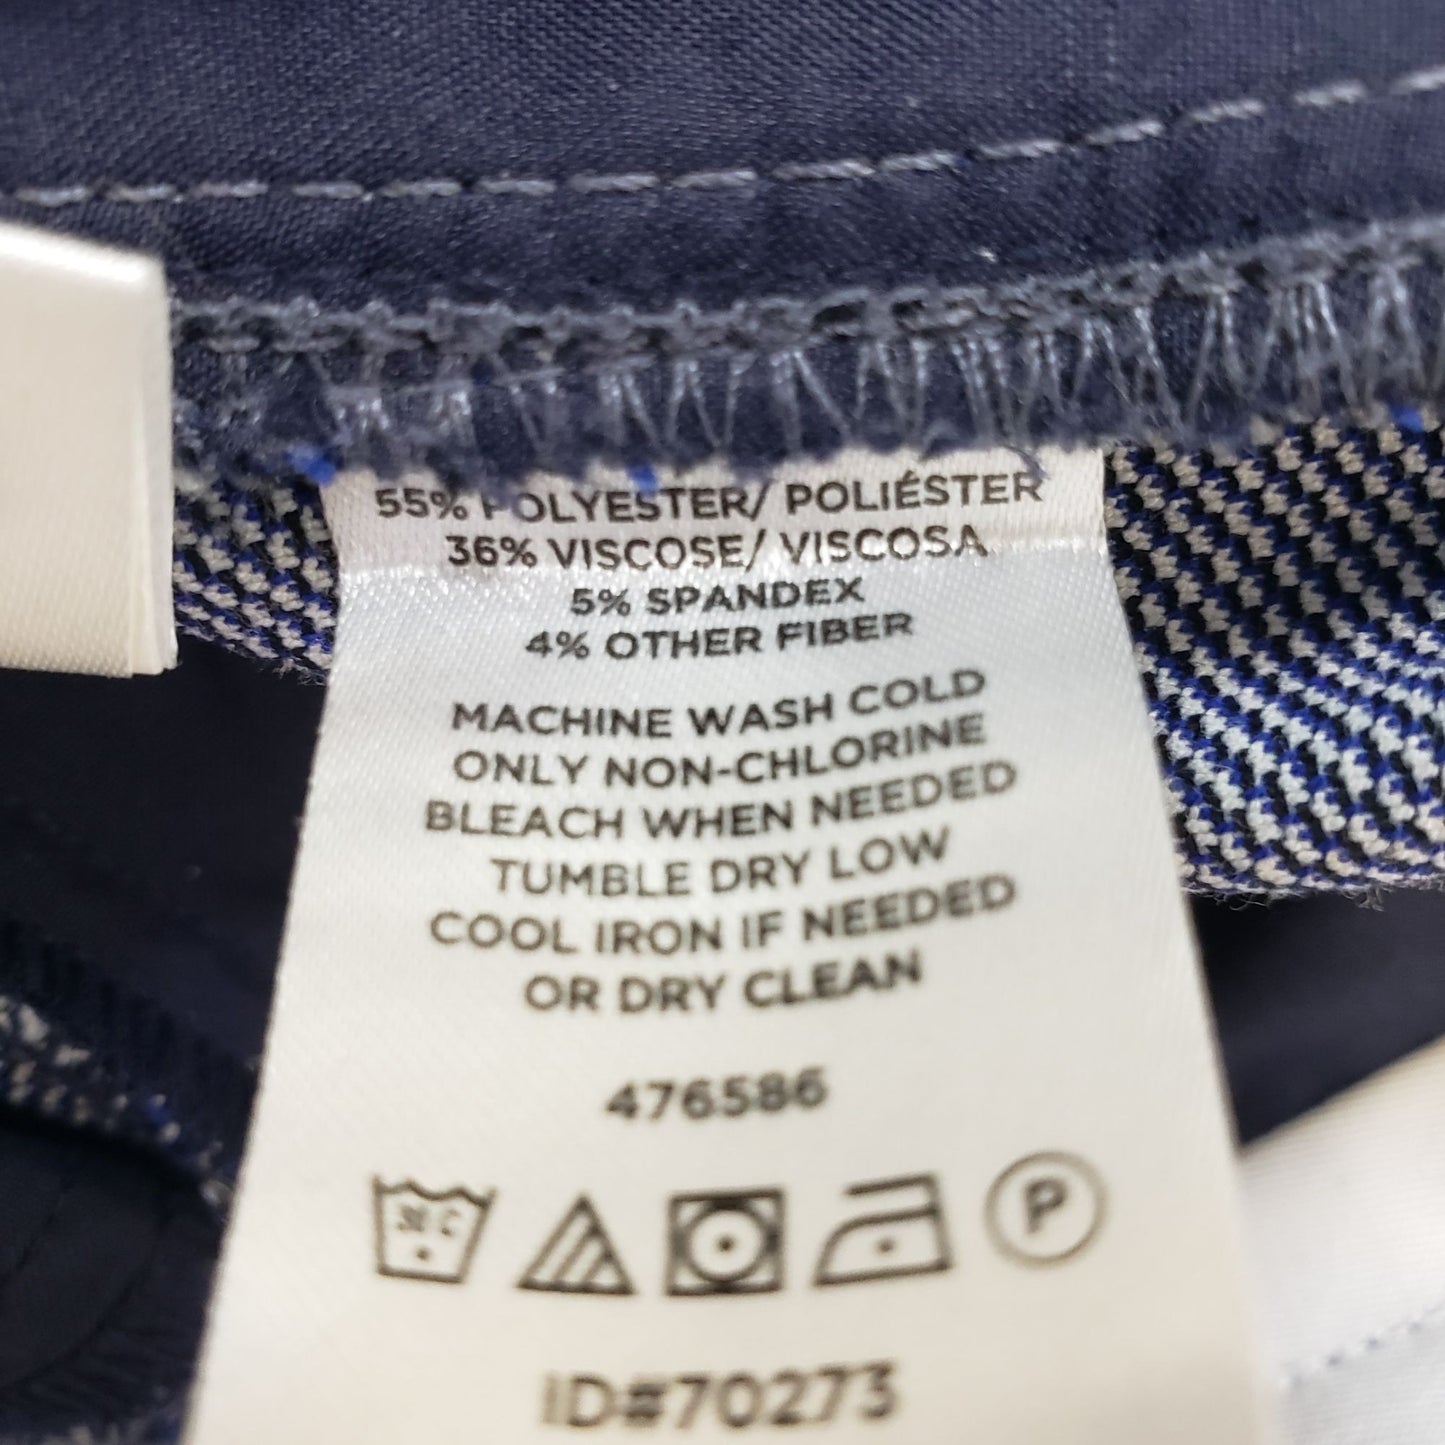 55% POLYESTER/ POLIÉSTER
36% VISCOSE/ VISCOSA
5% SPANDEX
4% OTHER FIBER
MACHINE WASH COLD
ONLY NON-CHLORINE
BLEACH WHEN NEEDED
TUMBLE DRY LOW
COOL IRON IF NEEDED
OR DRY CLEAN
476586
30 C
P
ID#70273